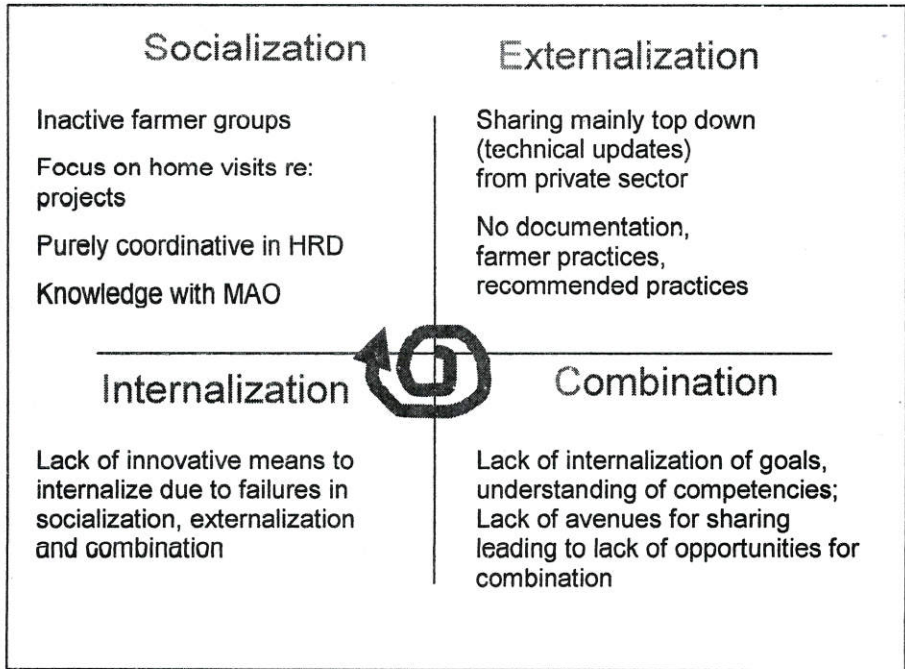 Socialization
Inactive farmer groups
Focus on home visits re:
projects
Purely coordinative in HRD
Knowledge with MAO
Externalization
Sharing mainly top down
(technical updates)
from private sector
No documentation,
farmer practices,
recommended practices
Internalization
Lack of innovative means to
internalize due to failures in
socialization, externalization
and combination
Combination
Lack of internalization of goals,
understanding of competencies;
Lack of avenues for sharing
leading to lack of opportunities for
combination